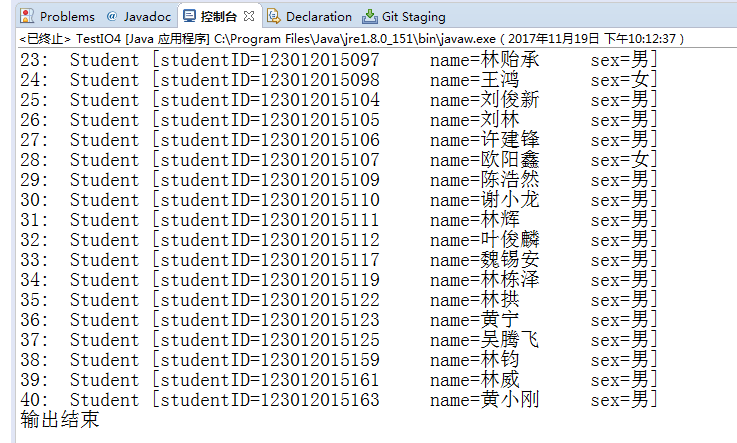 Problems @ Javadoc 控制台 Declaration Git Staging
<已终止> TestIO4 [Java 应用程序] C:\Program Files\Java\jre1.8.0_151\bin\javaw.exe ( 2017年11月19日 下午10:12:37 )
23: Student [studentID=123012015097 name=林贻承 sex=男]
24: Student [studentID=123012015098 name=王鸿 sex=女]
25: Student [studentID=123012015104 name=刘俊新 sex=男]
26: Student [studentID=123012015105 name=刘林 sex=男]
27: Student [studentID=123012015106 name=许建锋 sex=男]
28: Student [studentID=123012015107 name=欧阳鑫 sex=女]
29: Student [studentID=123012015109 name=陈浩然 sex=男]
30: Student [studentID=123012015110 name=谢小龙 sex=男]
31: Student [studentID=123012015111 name=林辉 sex=男]
32: Student [studentID=123012015112 name=叶俊麟 sex=男]
33: Student [studentID=123012015117 name=魏锡安 sex=男]
34: Student [studentID=123012015119 name=林栋泽 sex=男]
35: Student [studentID=123012015122 name=林拱 sex=男]
36: Student [studentID=123012015123 name=黄宁 sex=男]
37: Student [studentID=123012015125 name=吴腾飞 sex=男]
38: Student [studentID=123012015159 name=林钧 sex=男]
39: Student [studentID=123012015161 name=林威 sex=男]
40: Student [studentID=123012015163 name=黄小刚 sex=男]
输出结束